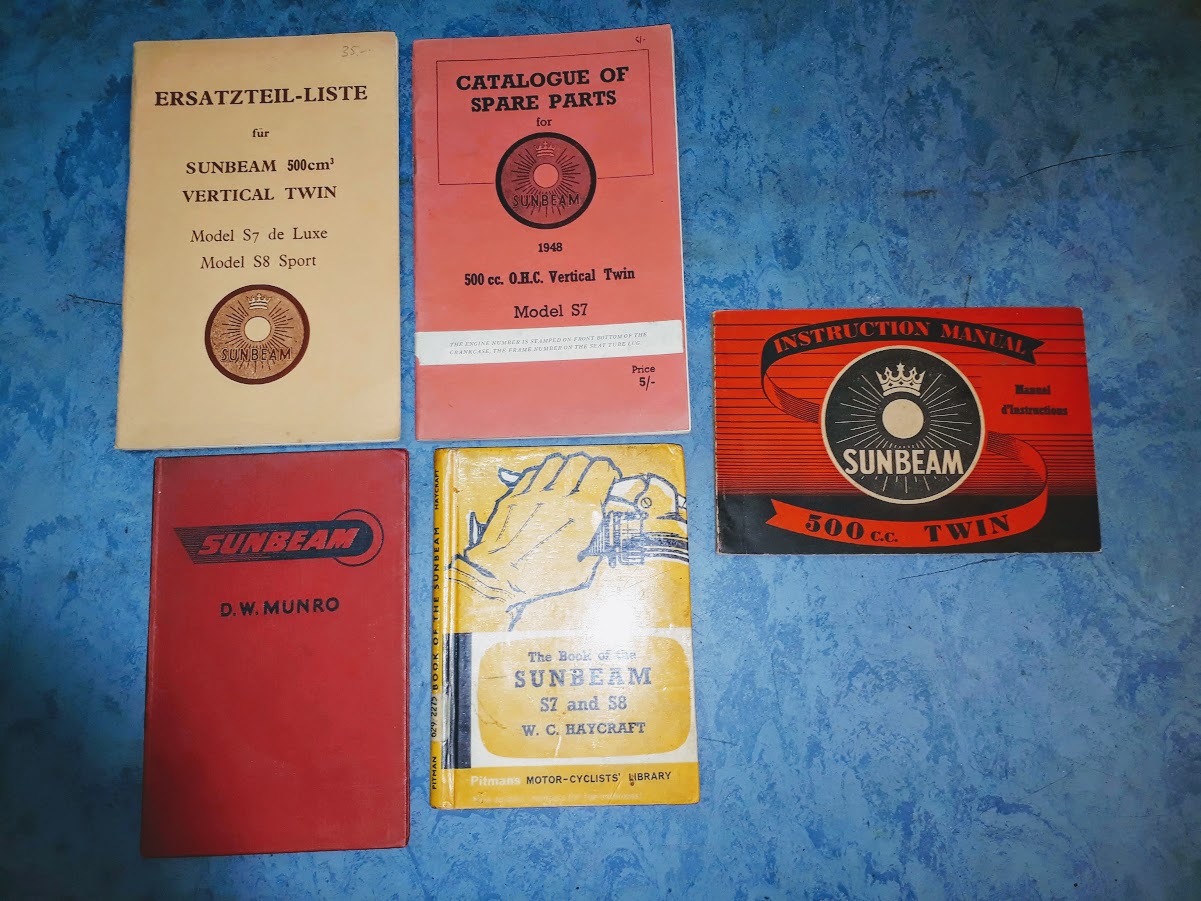 35.-
ERSATZTEIL-LISTE
für
SUNBEAM 500cm³
VERTICAL TWIN
Model S7 de Luxe
Model S8 Sport
SUNBEAM
5/-
CATALOGUE OF
SPARE PARTS
for
SUNBEAM
1948
500 cc. O.H.C. Vertical Twin
Model S7
THE ENGINE NUMBER IS STAMPED ON FRONT BOTTOM OF THE
CRANKCASE, THE FRAME NUMBER ON THE SEAT TUBE LUG.
Price
5/-
INSTRUCTION MANUAL
Manuel
d'Instructions
SUNBEAM
500 C.C. TWIN
SUNBEAM
D.W. MUNRO
PITMAN 629·2275 BOOK OF THE SUNBEAM HAYCRAFT
The Book of the
SUNBEAM
S7 and S8
W. C. HAYCRAFT
Pitman's MOTOR-CYCLISTS' LIBRARY